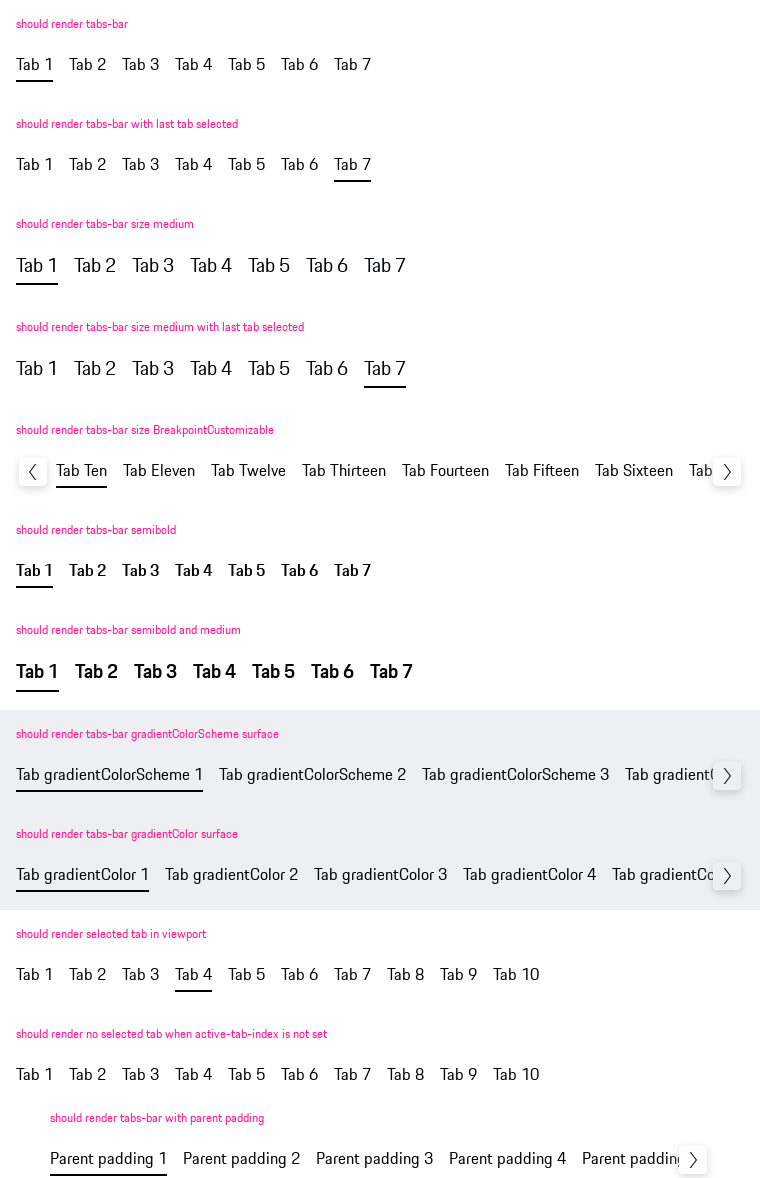 should render tabs-bar
Tab 1 Tab 2 Tab 3 Tab 4 Tab 5 Tab 6 Tab 7
should render tabs-bar with last tab selected
Tab 1 Tab 2 Tab 3 Tab 4 Tab 5 Tab 6 Tab 7
should render tabs-bar size medium
Tab 1 Tab 2 Tab 3 Tab 4 Tab 5 Tab 6 Tab 7
should render tabs-bar size medium with last tab selected
Tab 1 Tab 2 Tab 3 Tab 4 Tab 5 Tab 6 Tab 7
should render tabs-bar size BreakpointCustomizable
Tab Ten Tab Eleven Tab Twelve Tab Thirteen Tab Fourteen Tab Fifteen Tab Sixteen Tab
should render tabs-bar semibold
Tab 1 Tab 2 Tab 3 Tab 4 Tab 5 Tab 6 Tab 7
should render tabs-bar semibold and medium
Tab 1 Tab 2 Tab 3 Tab 4 Tab 5 Tab 6 Tab 7
should render tabs-bar gradientColorScheme surface
Tab gradientColorScheme 1 Tab gradientColorScheme 2 Tab gradientColorScheme 3 Tab gradientC
should render tabs-bar gradientColor surface
Tab gradientColor 1 Tab gradientColor 2 Tab gradientColor 3 Tab gradientColor 4 Tab gradientCo
should render selected tab in viewport
Tab 1 Tab 2 Tab 3 Tab 4 Tab 5 Tab 6 Tab 7 Tab 8 Tab 9 Tab 10
should render no selected tab when active-tab-index is not set
Tab 1 Tab 2 Tab 3 Tab 4 Tab 5 Tab 6 Tab 7 Tab 8 Tab 9 Tab 10
should render tabs-bar with parent padding
Parent padding 1 Parent padding 2 Parent padding 3 Parent padding 4 Parent padding